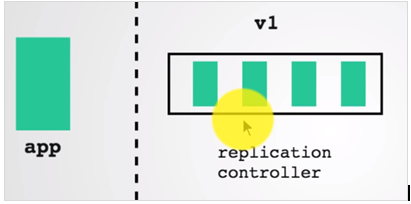 v1
app
replication
controller